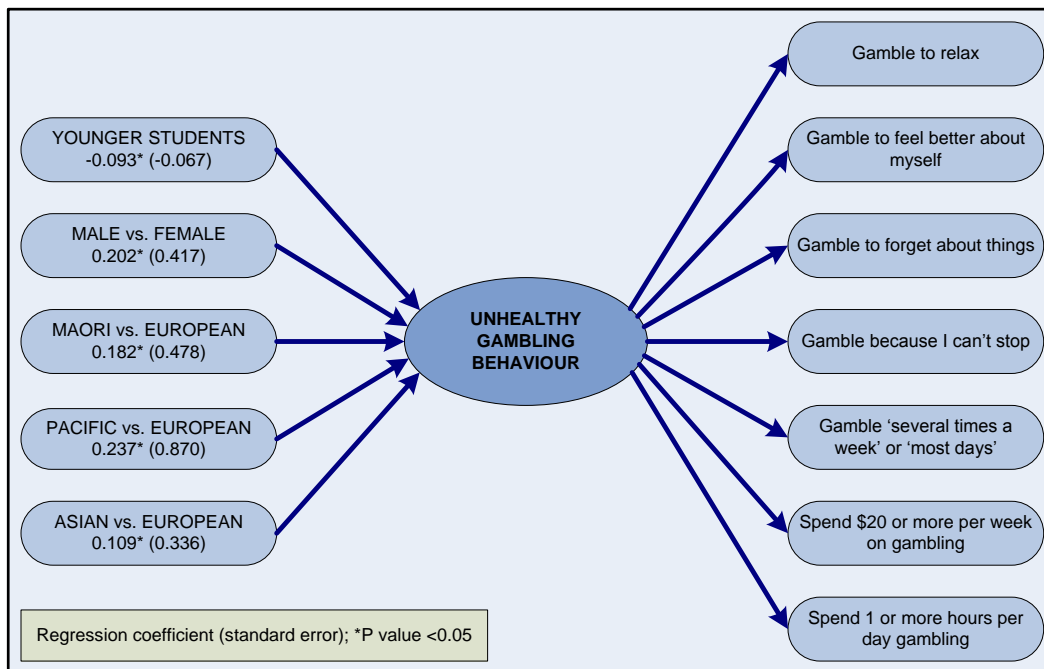 YOUNGER STUDENTS
-0.093* (-0.067)
MALE vs. FEMALE
0.202* (0.417)
MAORI vs. EUROPEAN
0.182* (0.478)
PACIFIC vs. EUROPEAN
0.237* (0.870)
ASIAN vs. EUROPEAN
0.109* (0.336)
UNHEALTHY
GAMBLING
BEHAVIOUR
Gamble to relax
Gamble to feel better about
myself
Gamble to forget about things
Gamble because I can’t stop
Gamble ‘several times a
week’ or ‘most days’
Spend $20 or more per week
on gambling
Spend 1 or more hours per
day gambling
Regression coefficient (standard error); *P value <0.05